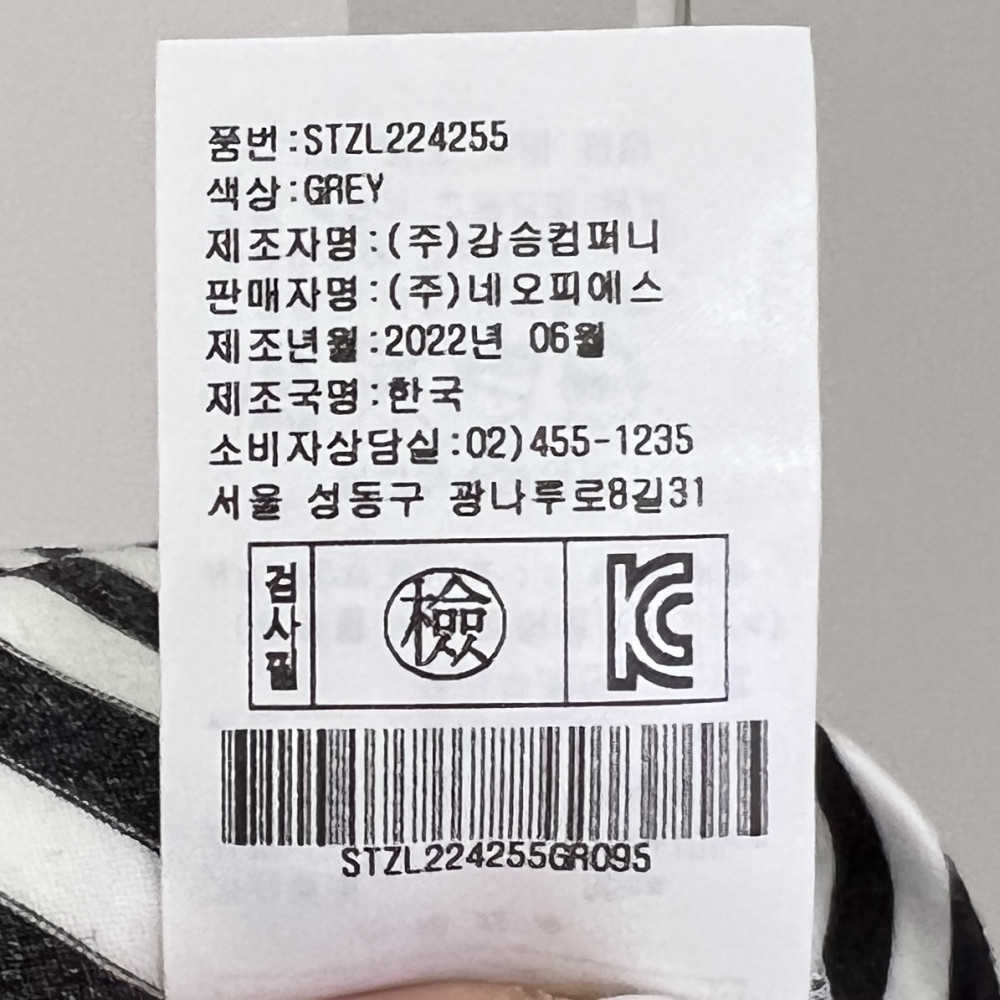 품번:STZL224255
색상:GREY
제조자명:(주)강승컴퍼니
판매자명:(주)네오피에스
제조년월:2022년 06월
제조국명:한국
소비자상담실:02)455-1235
서울 성동구 광나루로8길31
검사필
檢
KC
STZL224255GR095